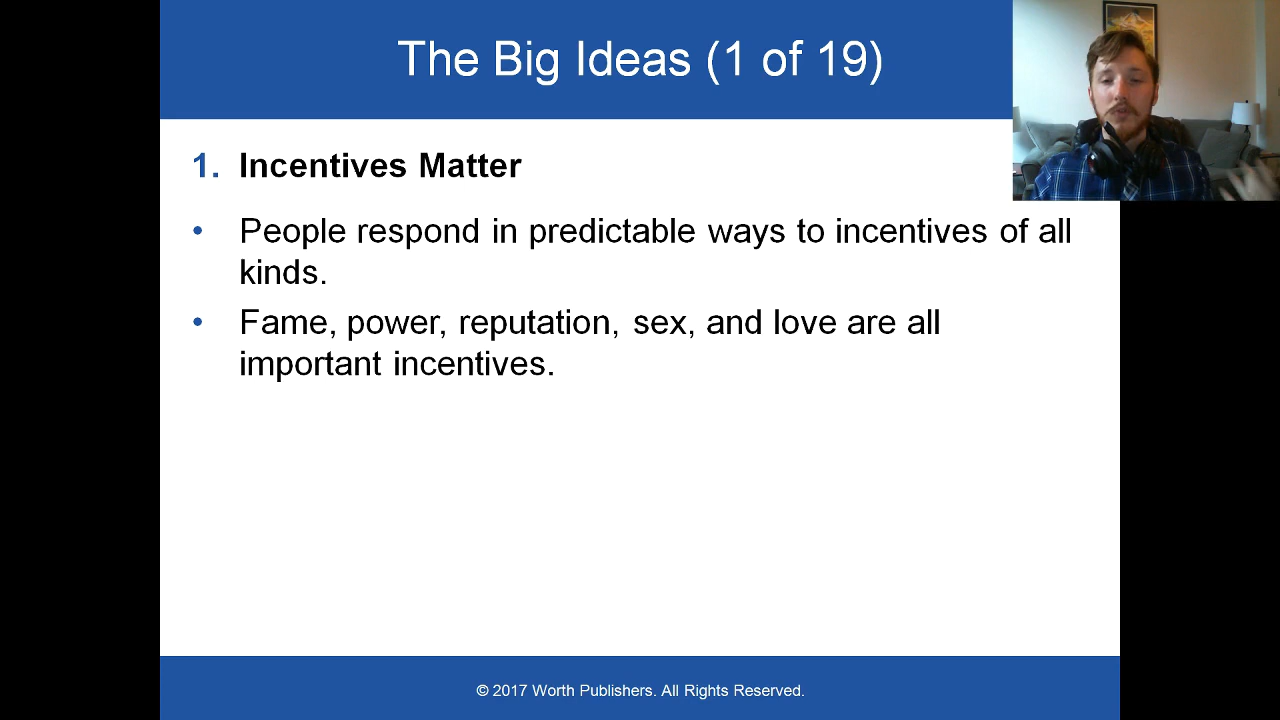 The Big Ideas (1 of 19)
1. Incentives Matter
• People respond in predictable ways to incentives of all
kinds.
• Fame, power, reputation, sex, and love are all
important incentives.
© 2017 Worth Publishers. All Rights Reserved.